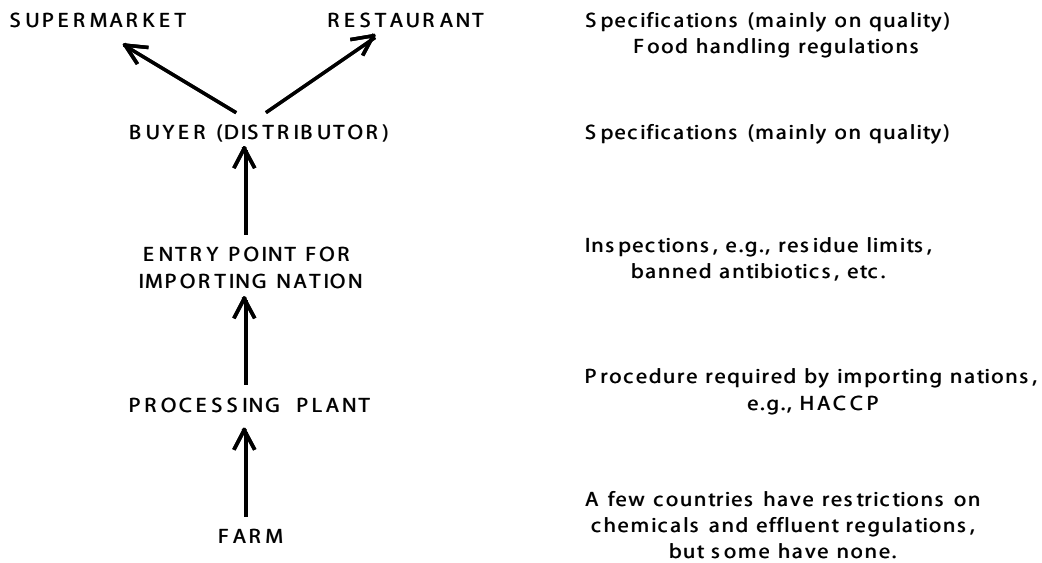 SUPERMARKET RESTAURANT Specifications (mainly on quality)
Food handling regulations
BUYER (DISTRIBUTOR) Specifications (mainly on quality)
ENTRY POINT FOR Inspections, e.g., residue limits,
IMPORTING NATION banned antibiotics, etc.
Procedure required by importing nations,
PROCESSING PLANT e.g., HACCP
A few countries have restrictions on
FARM chemicals and effluent regulations,
but some have none.